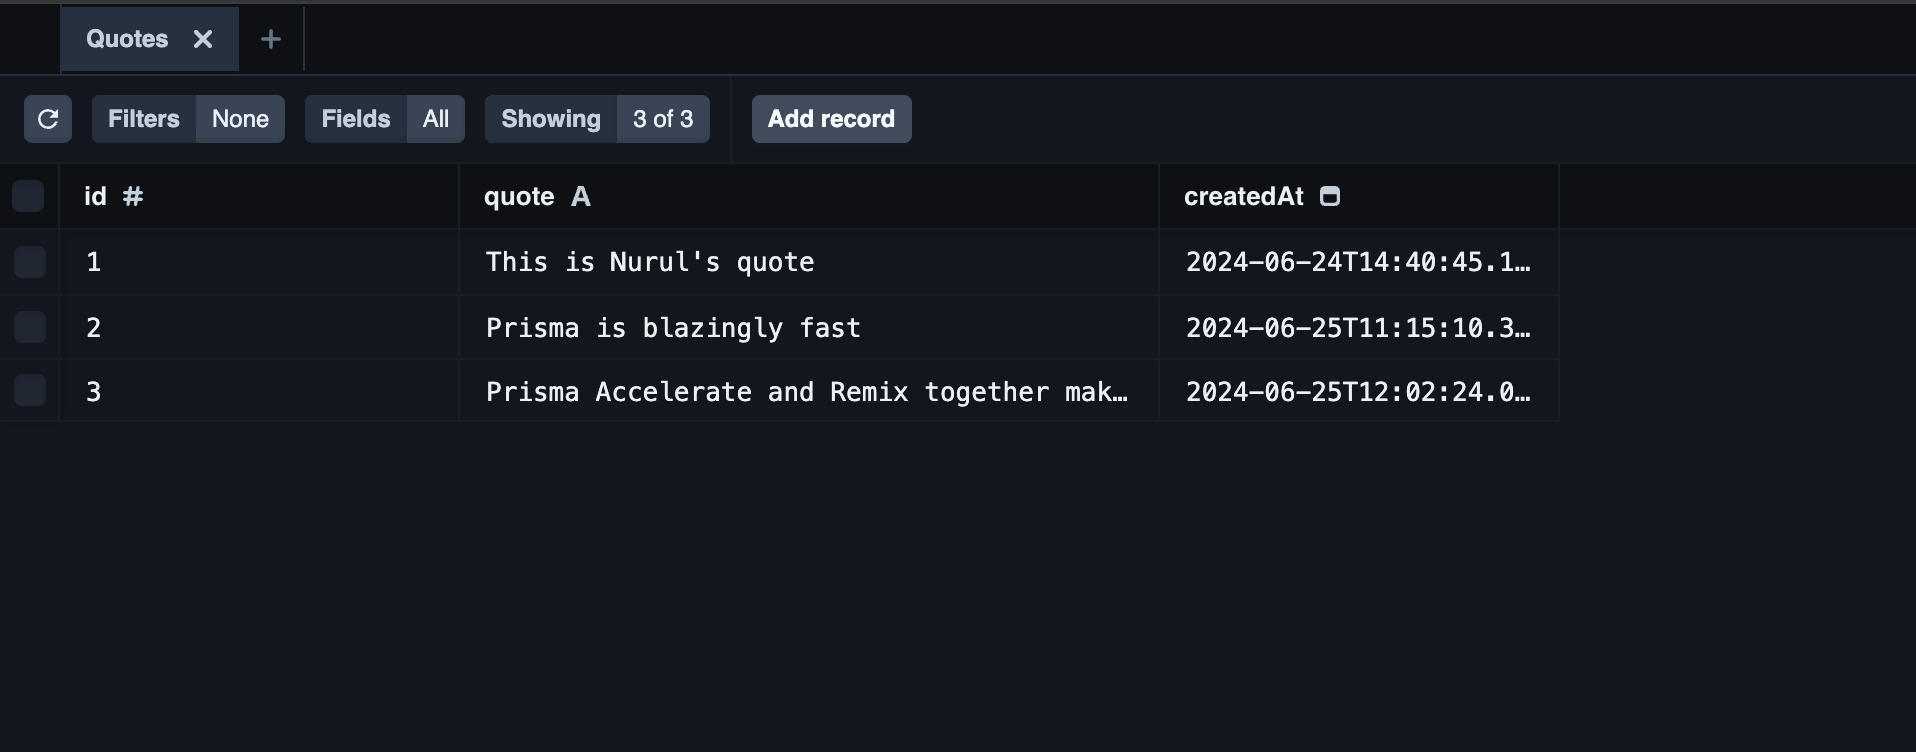 Quotes
Filters None Fields All Showing 3 of 3 Add record
id # quote A createdAt
1 This is Nurul's quote 2024-06-24T14:40:45.1…
2 Prisma is blazingly fast 2024-06-25T11:15:10.3…
3 Prisma Accelerate and Remix together mak… 2024-06-25T12:02:24.0…